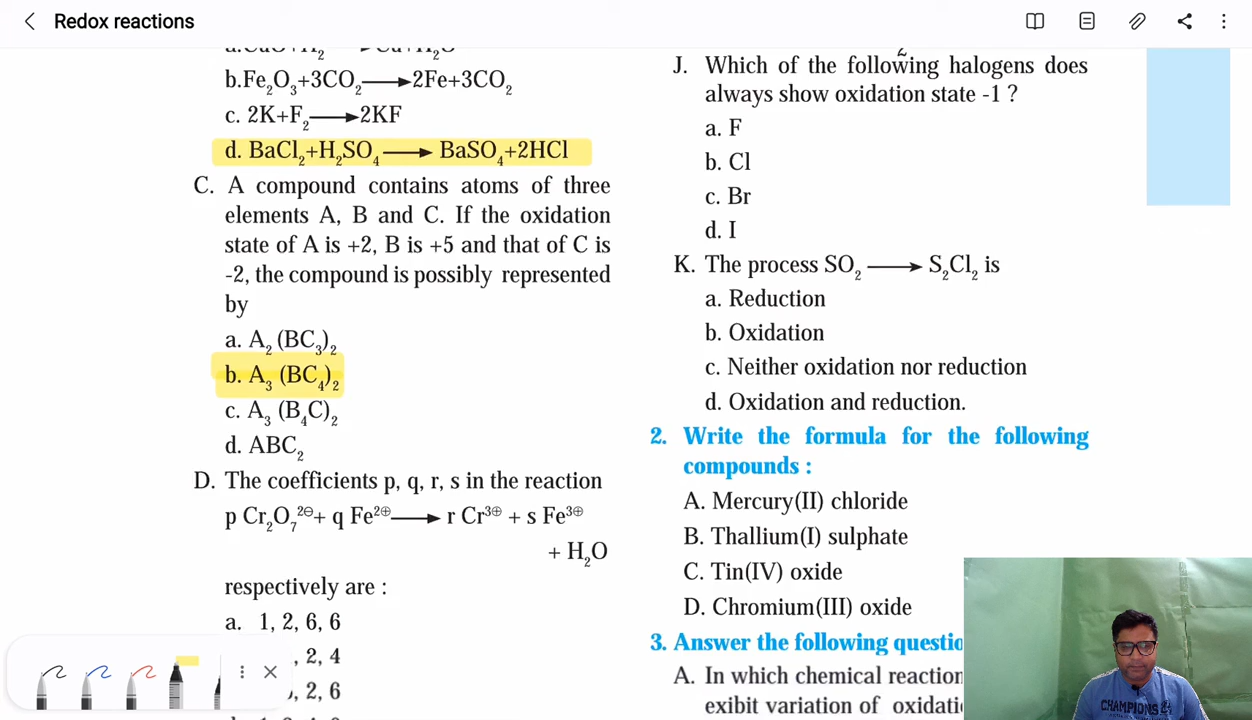 Redox reactions
b.Fe₂O₃+3CO₂⟶2Fe+3CO₂
c. 2K+F₂⟶2KF
d. BaCl₂+H₂SO₄⟶ BaSO₄+2HCl
C. A compound contains atoms of three
elements A, B and C. If the oxidation
state of A is +2, B is +5 and that of C is
-2, the compound is possibly represented
by
a. A₂ (BC₃)₂
b. A₃ (BC₄)₂
c. A₃ (B₄C)₂
d. ABC₂
D. The coefficients p, q, r, s in the reaction
p Cr₂O₇²⊖+ q Fe²⊕⟶ r Cr³⊕ + s Fe³⊕
+ H₂O
respectively are :
a. 1, 2, 6, 6
, 2, 4
, 2, 6
J. Which of the following halogens does
always show oxidation state -1 ?
a. F
b. Cl
c. Br
d. I
K. The process SO₂ ⟶ S₂Cl₂ is
a. Reduction
b. Oxidation
c. Neither oxidation nor reduction
d. Oxidation and reduction.
2. Write the formula for the following
compounds :
A. Mercury(II) chloride
B. Thallium(I) sulphate
C. Tin(IV) oxide
D. Chromium(III) oxide
3. Answer the following questio
A. In which chemical reaction
exibit variation of oxidati
CHAMPIONS